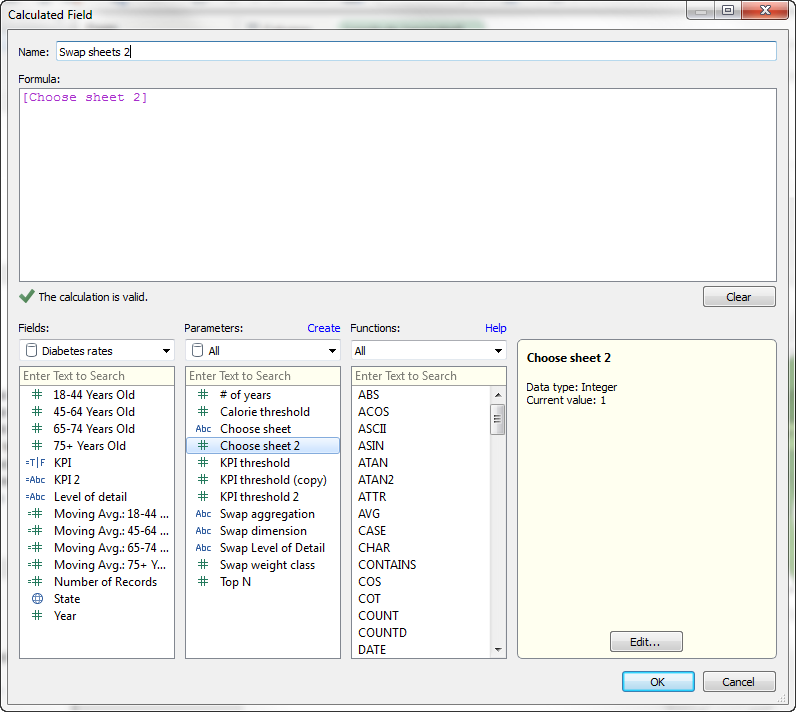 Calculated Field
Name: Swap sheets 2
Formula:
[Choose sheet 2]
The calculation is valid.
Clear
Fields:
Diabetes rates
Enter Text to Search
# 18-44 Years Old
# 45-64 Years Old
# 65-74 Years Old
# 75+ Years Old
=T|F KPI
=Abc KPI 2
=Abc Level of detail
=# Moving Avg.: 18-44 ...
=# Moving Avg.: 45-64 ...
=# Moving Avg.: 65-74 ...
=# Moving Avg.: 75+ Y...
=# Number of Records
State
# Year
Parameters: Create
All
Enter Text to Search
# # of years
# Calorie threshold
Abc Choose sheet
# Choose sheet 2
# KPI threshold
# KPI threshold (copy)
# KPI threshold 2
Abc Swap aggregation
Abc Swap dimension
Abc Swap Level of Detail
# Swap weight class
# Top N
Functions: Help
All
Enter Text to Search
ABS
ACOS
ASCII
ASIN
ATAN
ATAN2
ATTR
AVG
CASE
CHAR
CONTAINS
COS
COT
COUNT
COUNTD
DATE
Choose sheet 2
Data type: Integer
Current value: 1
Edit...
OK
Cancel